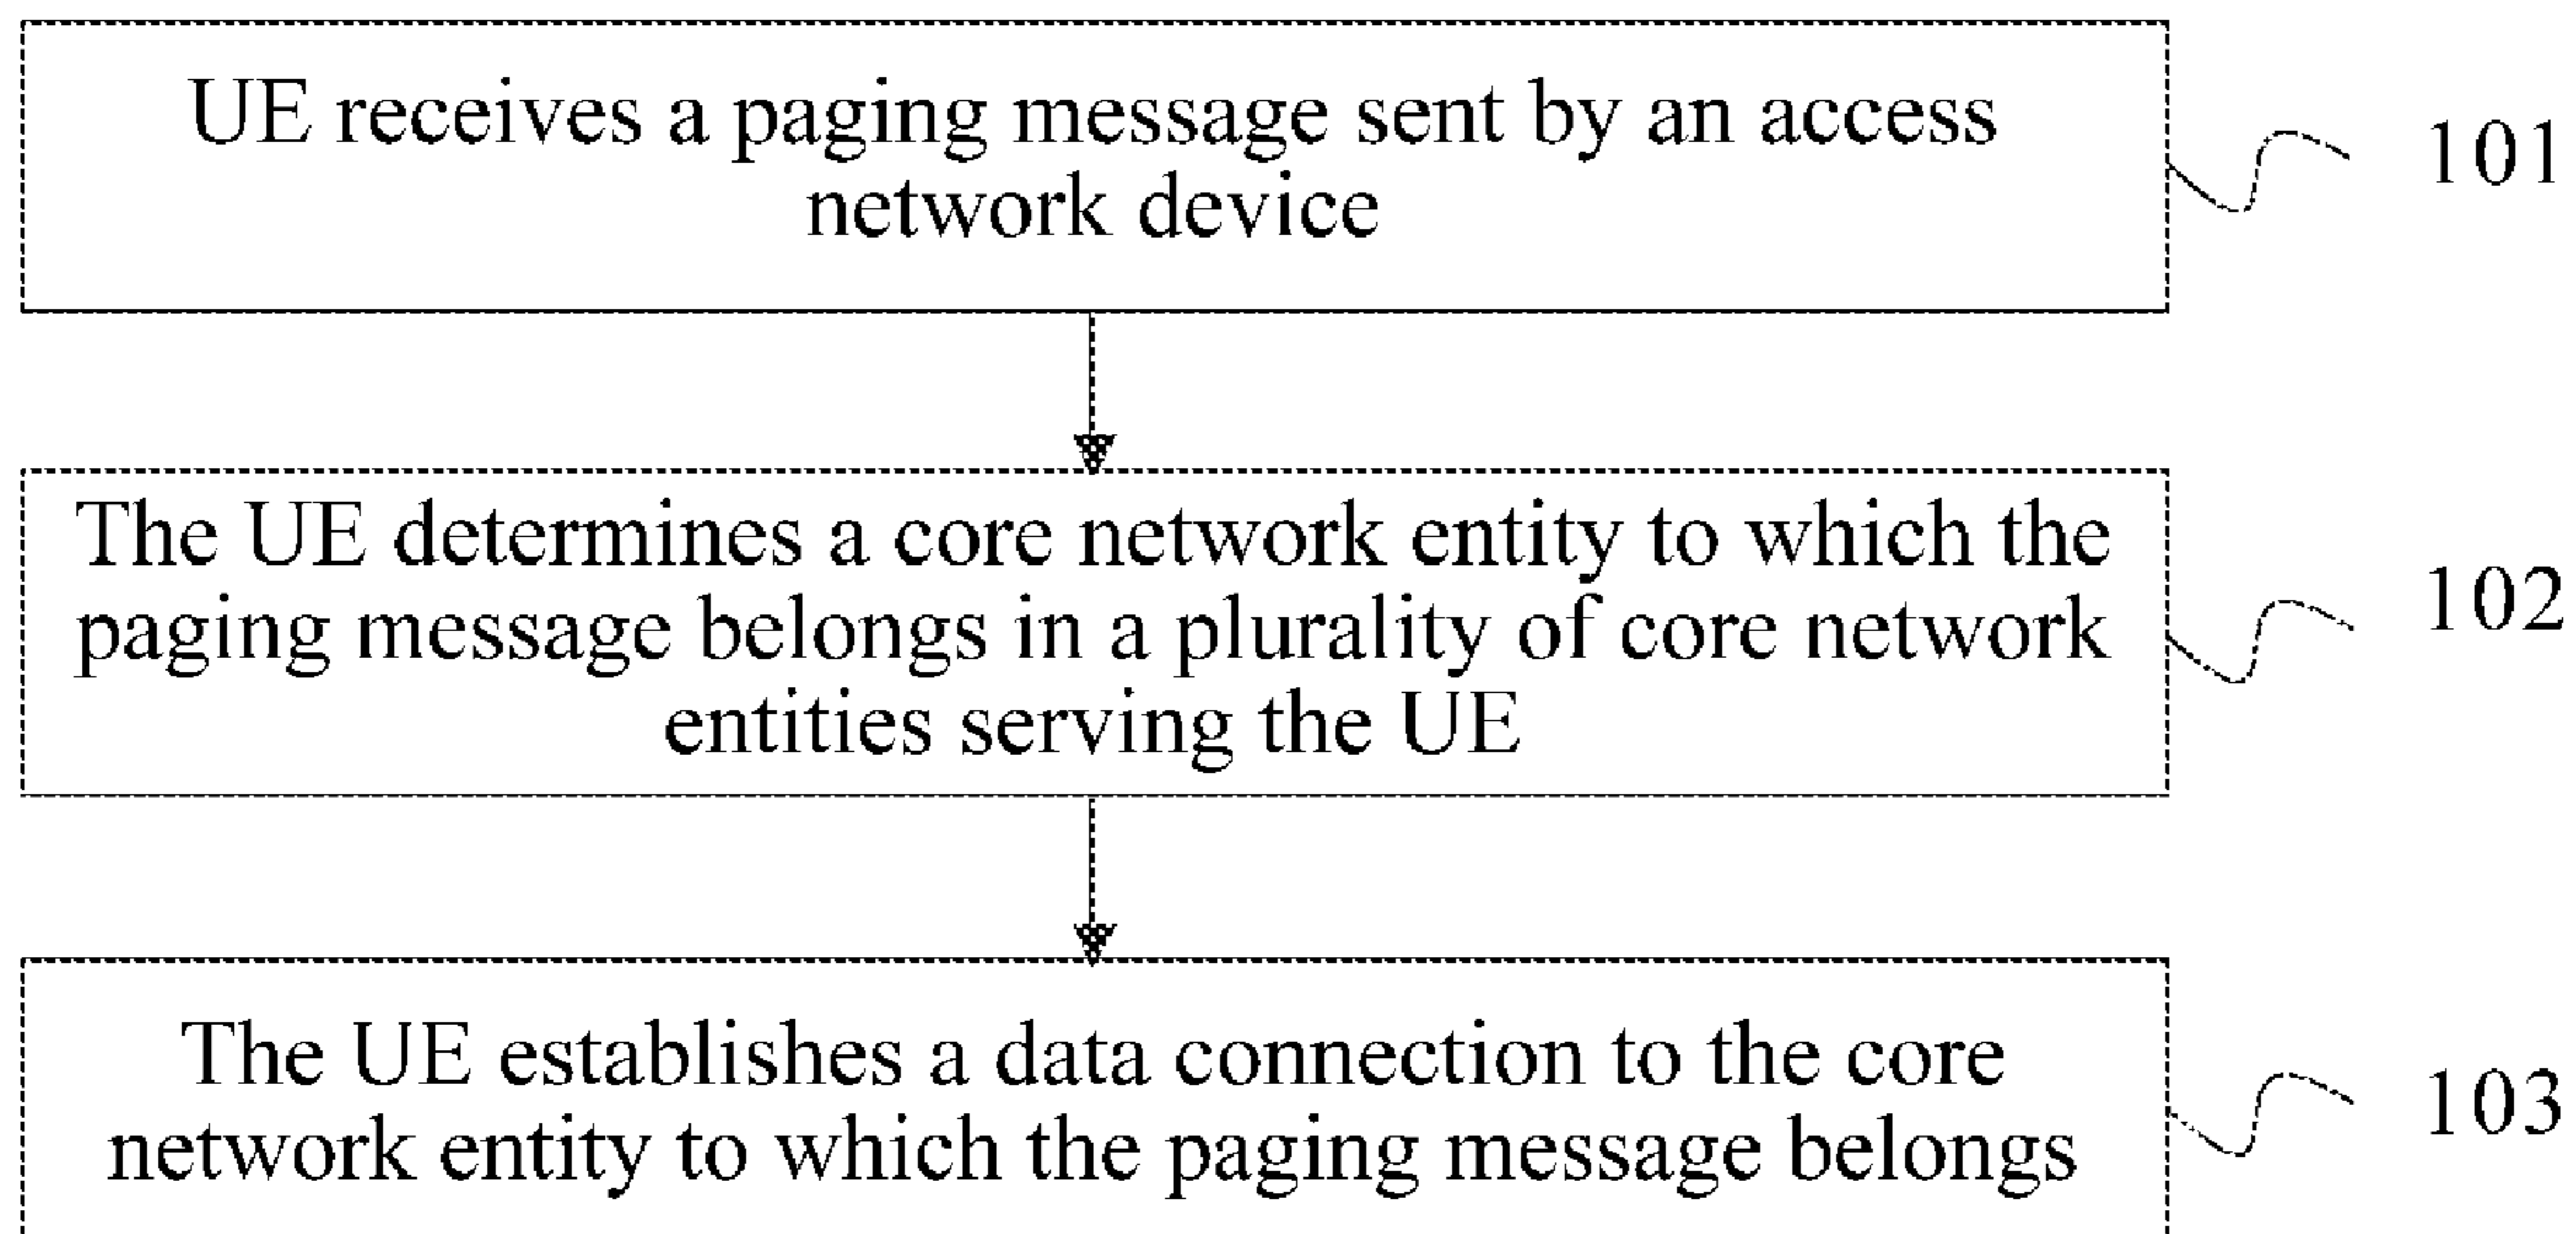 UE receives a paging message sent by an access
network device
101
The UE determines a core network entity to which the
paging message belongs in a plurality of core network
entities serving the UE
102
The UE establishes a data connection to the core
network entity to which the paging message belongs
103